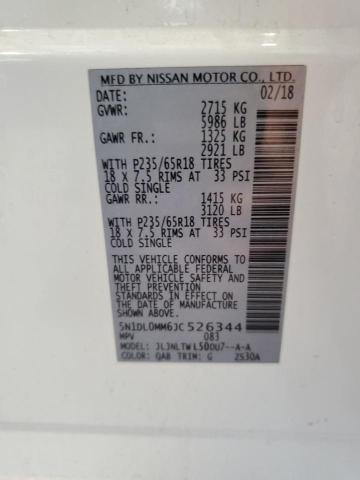 MFD BY NISSAN MOTOR CO., LTD.
DATE: 02/18
GVWR: 2715 KG
5986 LB
GAWR FR.: 1325 KG
2921 LB
WITH P235/65R18 TIRES
18 X 7.5 RIMS AT 33 PSI
COLD SINGLE
GAWR RR.: 1415 KG
3120 LB
WITH P235/65R18 TIRES
18 X 7.5 RIMS AT 33 PSI
COLD SINGLE
THIS VEHICLE CONFORMS TO
ALL APPLICABLE FEDERAL
MOTOR VEHICLE SAFETY
AND THEFT PREVENTION
STANDARDS IN EFFECT ON
THE DATE OF MANUFACTURE
SHOWN ABOVE.
5N1DL0MM6JC526344
MPV 083
MODEL: JLJNLTWL50UU7--A-A
COLOR: QAB TRIM: G 2530A